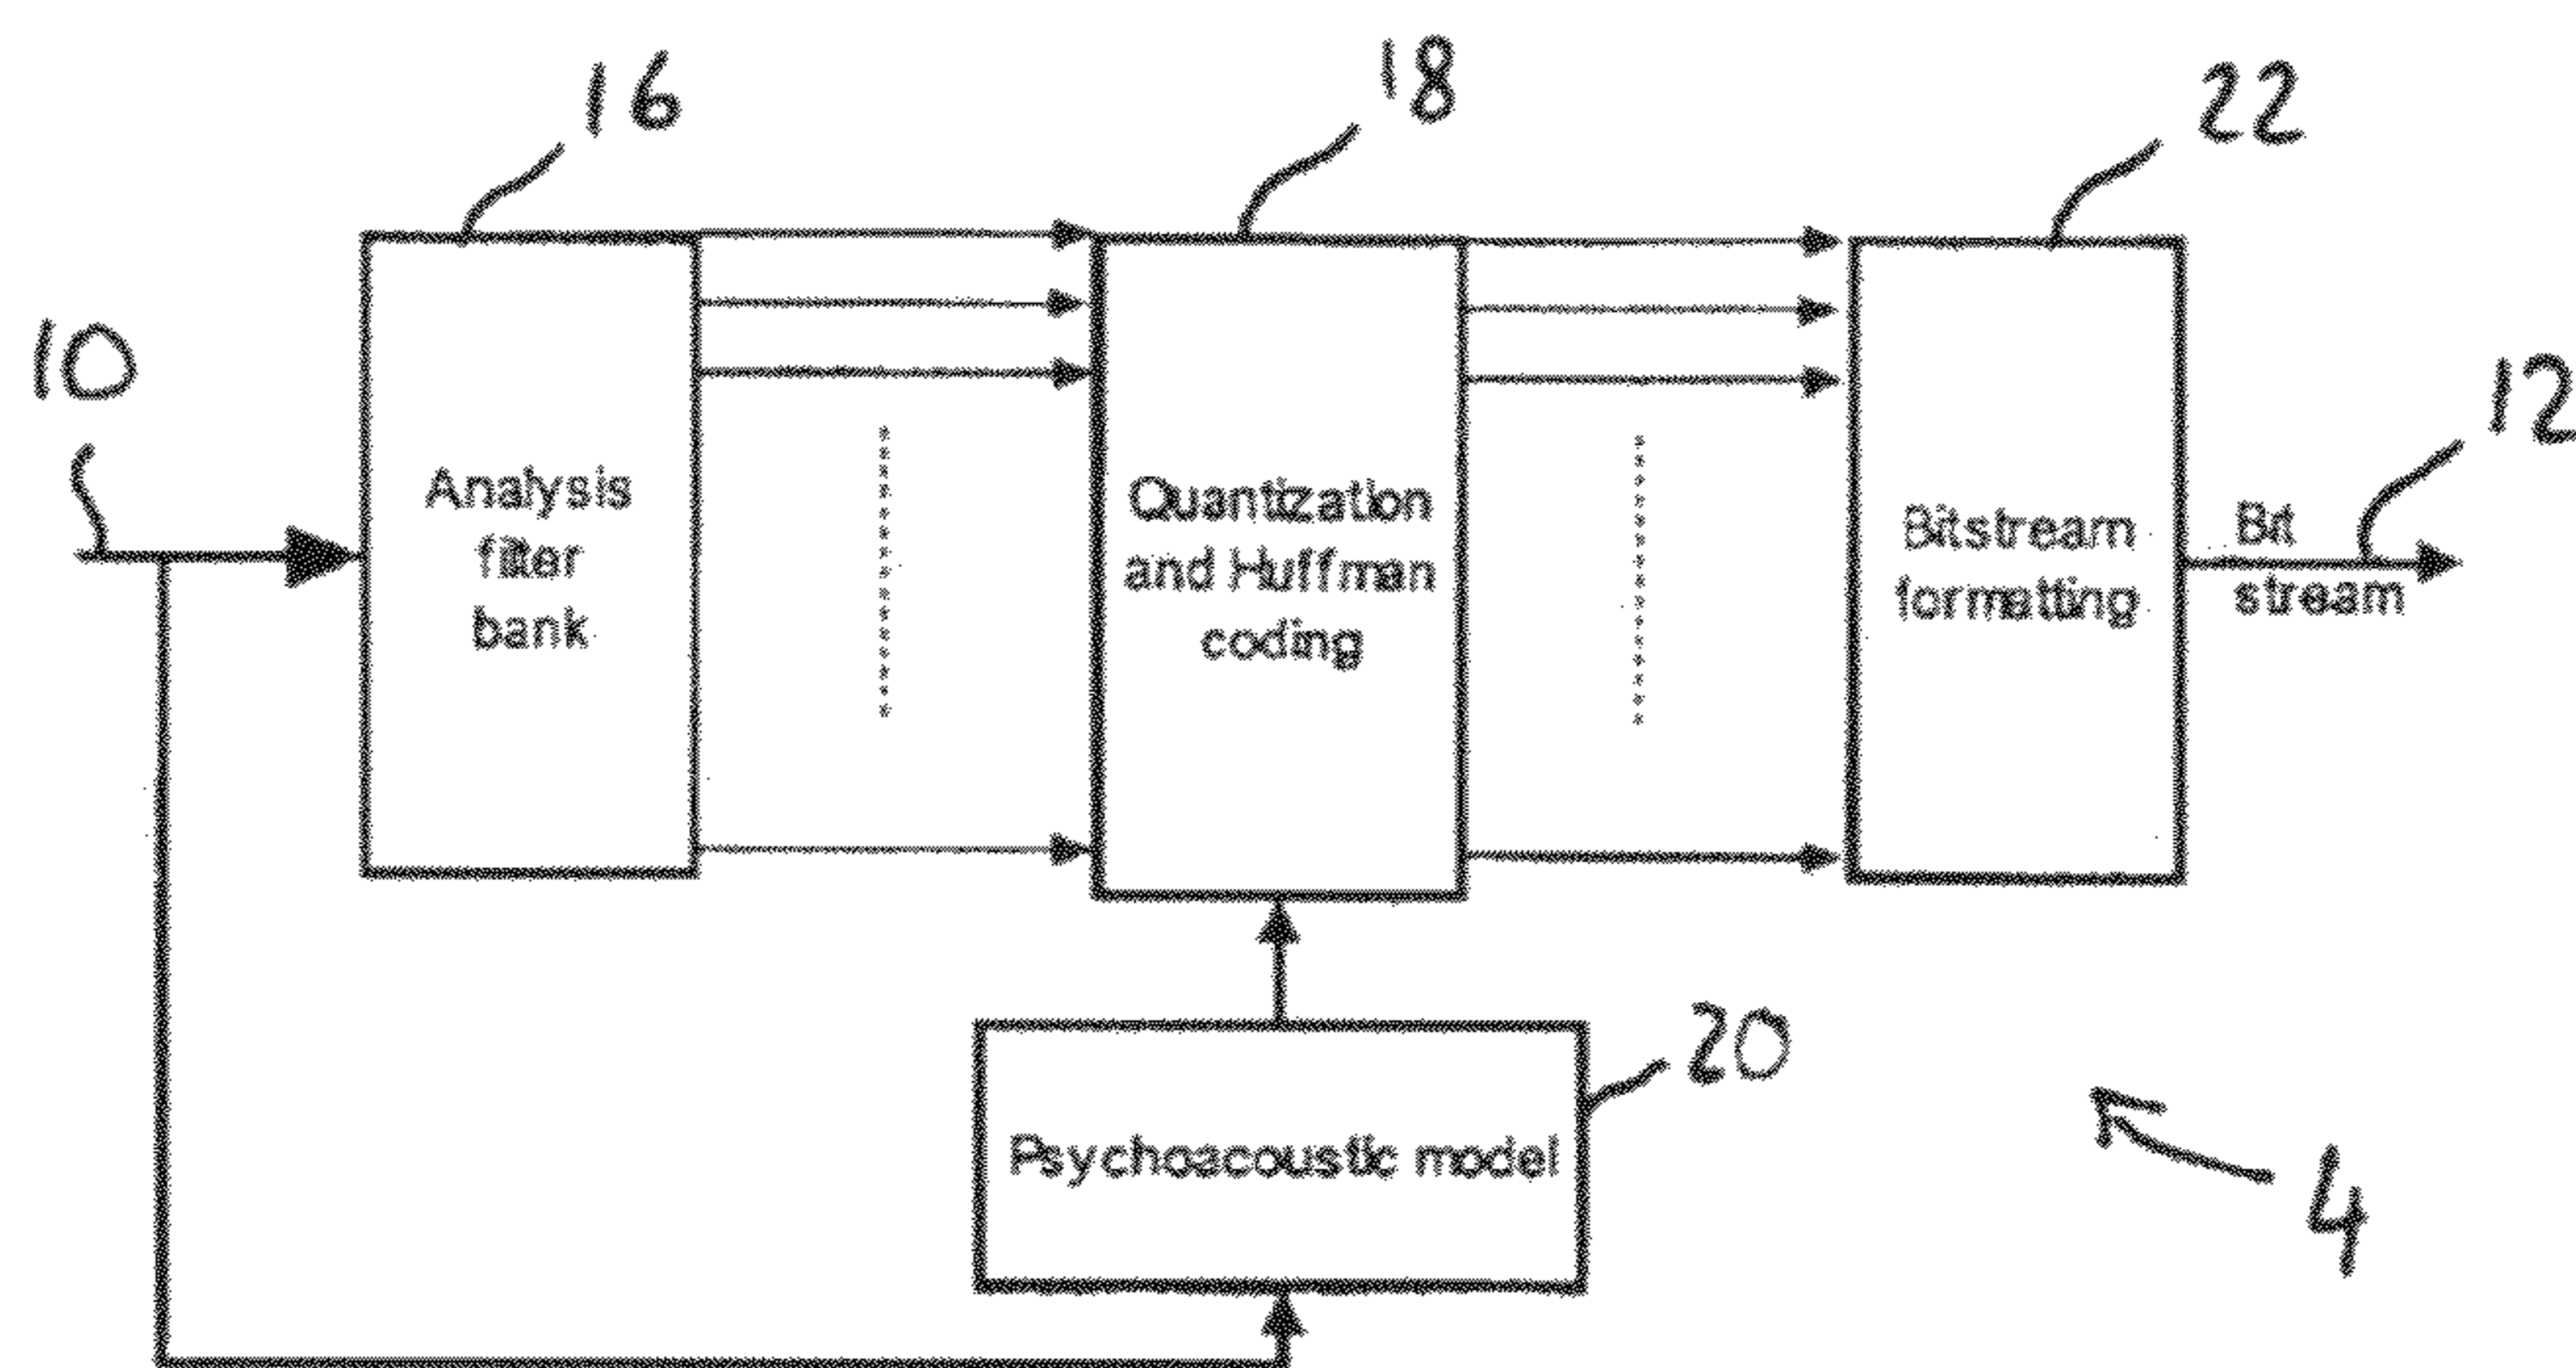 16
18
22
10
12
Analysis
filter
bank
Quantization
and Huffman
coding
Bitstream
formatting
Bit
stream
20
Psychoacoustic model
4